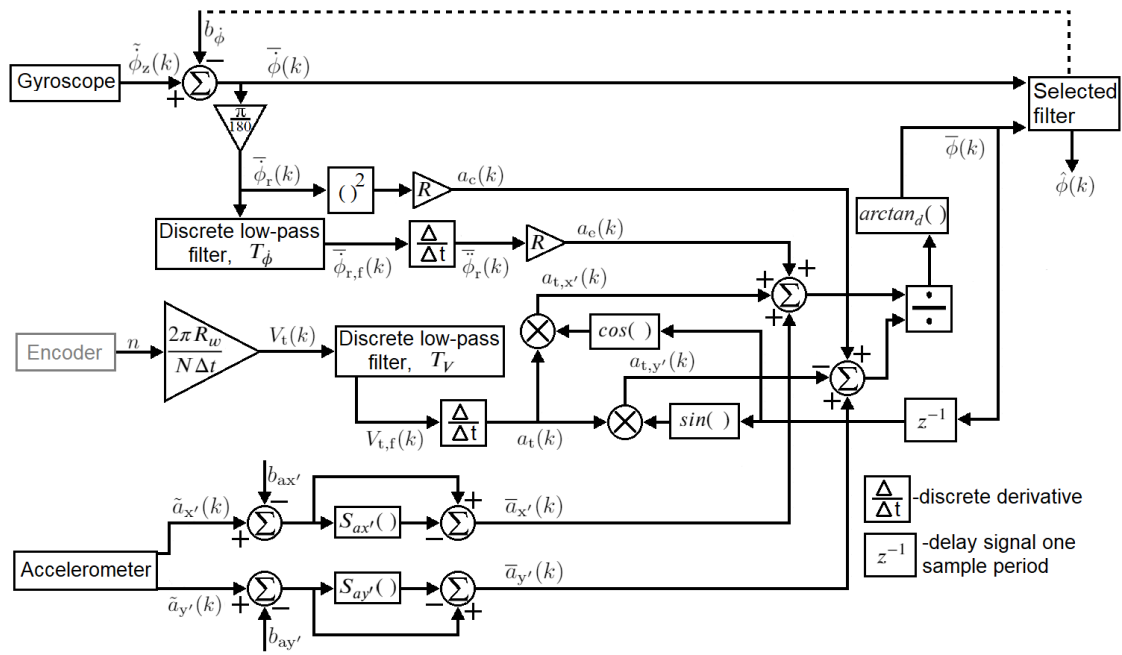 b_ϕ̇
Gyroscope
ϕ̇̃_z(k)
Σ
ϕ̇̅(k)
Selected
filter
π
180
ϕ̅(k)
ϕ̂(k)
ϕ̇̅_r(k)
( )²
R
a_c(k)
arctan_d( )
Discrete low-pass
filter, T_ϕ̇
ϕ̇̅_r,f(k)
Δ
Δt
ϕ̈̅_r(k)
R
a_e(k)
a_t,x′(k)
Σ
÷
Encoder
n
2πR_w
NΔt
V_t(k)
Discrete low-pass
filter, T_V
cos( )
a_t,y′(k)
Σ
V_t,f(k)
Δ
Δt
a_t(k)
sin( )
z⁻¹
b_ax′
ã_x′(k)
Σ
S_ax′( )
Σ
a̅_x′(k)
Δ
Δt
-discrete derivative
Accelerometer
ã_y′(k)
Σ
S_ay′( )
Σ
a̅_y′(k)
b_ay′
z⁻¹
-delay signal one
sample period